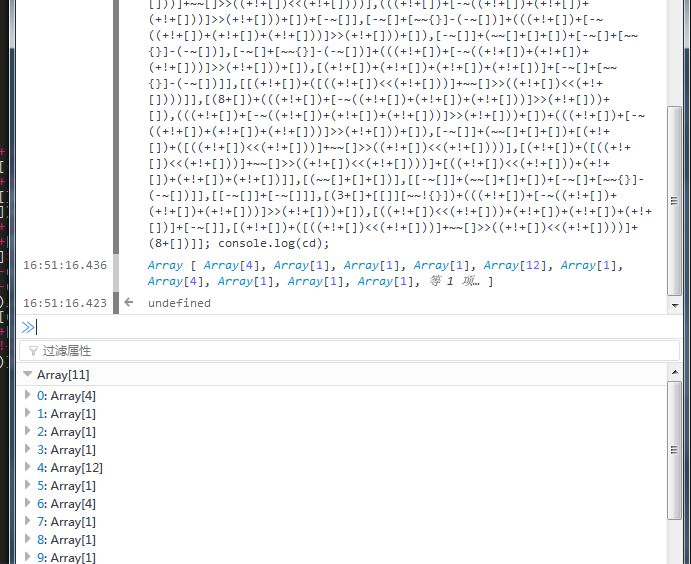 [])))]+~~[]>>((+!+[])<<(+!+[]))))],(((+!+[])+[-~((+!+[])+(+!+[])+
(+!+[]))]>>(+!+[]))+[])+[-~[]],[-~[]+[~~{}]-(-~[])]+(((+!+[])+[-~
((+!+[])+(+!+[])+(+!+[]))]>>(+!+[]))+[]),[-~[]]+(~~[]+[]+[])+[-~[]+[~~
{}]-(-~[])],[-~[]+[~~{}]-(-~[])]+(((+!+[])+[-~((+!+[])+(+!+[])+
(+!+[]))]>>(+!+[]))+[]),[(+!+[])+(+!+[])+(+!+[])+(+!+[])]+[-~[]+[~~
{}]-(-~[])],[[(+!+[])+([((+!+[])<<(+!+[]))]+~~[]>>((+!+[])<<(+!+
[])))]],[(8+[])+(((+!+[])+[-~((+!+[])+(+!+[])+(+!+[]))]>>(+!+[]))+
[]),(((+!+[])+[-~((+!+[])+(+!+[])+(+!+[]))]>>(+!+[]))+[])+(((+!+[])+[-~
((+!+[])+(+!+[])+(+!+[]))]>>(+!+[]))+[]),[-~[]]+(~~[]+[]+[])+[(+!+
[])+([((+!+[])<<(+!+[]))]+~~[]>>((+!+[])<<(+!+[])))],[(+!+[])+([((+!+
[])<<(+!+[]))]+~~[]>>((+!+[])<<(+!+[])))]+[((+!+[])<<(+!+[]))+(+!+
[])+(+!+[])+(+!+[])]],[(~~[]+[]+[])],[[-~[]]+(~~[]+[]+[])+[-~[]+[~~{}]-
(-~[])]],[[-~[]]+[-~[]]],[(3+[]+[[]][~~!{}])+(((+!+[])+[-~((+!+[])+
(+!+[])+(+!+[]))]>>(+!+[]))+[]),[((+!+[])<<(+!+[]))+(+!+[])+(+!+[])+(+!+
[])]+[-~[]],[(+!+[])+([((+!+[])<<(+!+[]))]+~~[]>>((+!+[])<<(+!+[])))]+
(8+[])]]; console.log(cd);
16:51:16.436 Array [ Array[4], Array[1], Array[1], Array[1], Array[12], Array[1],
Array[4], Array[1], Array[1], Array[1], 等 1 项… ]
16:51:16.423 undefined
过滤属性
Array[11]
0: Array[4]
1: Array[1]
2: Array[1]
3: Array[1]
4: Array[12]
5: Array[1]
6: Array[4]
7: Array[1]
8: Array[1]
9: Array[1]